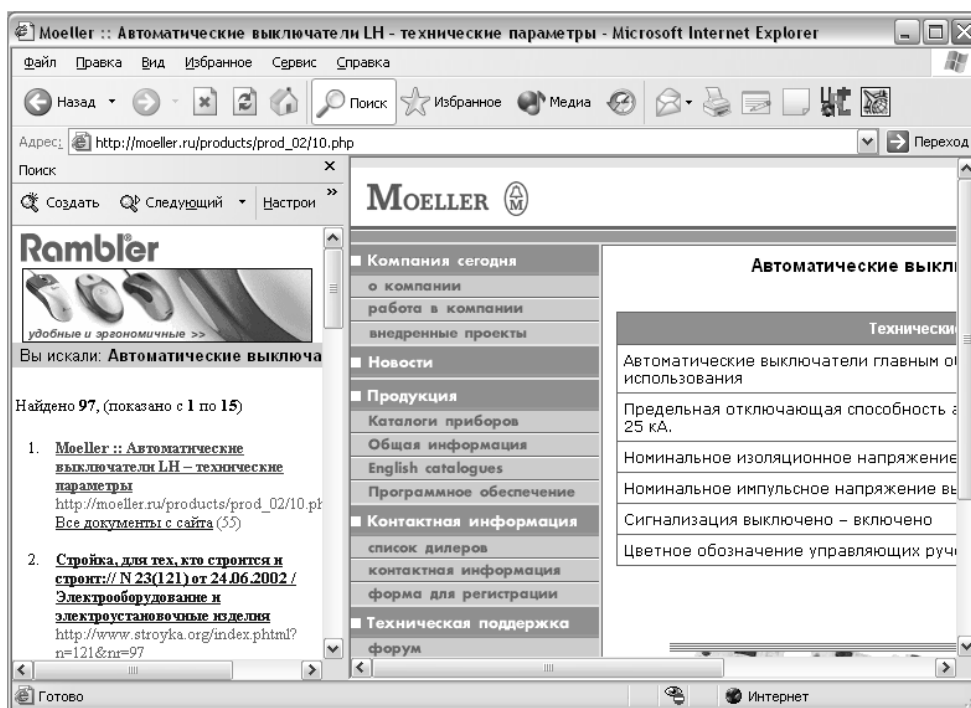 Moeller :: Автоматические выключатели LH - технические параметры - Microsoft Internet Explorer
Файл Правка Вид Избранное Сервис Справка
Назад Поиск Избранное Медиа
Адрес: http://moeller.ru/products/prod_02/10.php Переход
Поиск
Создать Следующий Настрои
Rambler
удобные и эргономичные >>
Вы искали: Автоматические выключа
Найдено 97, (показано с 1 по 15)
1. Moeller :: Автоматические
выключатели LH – технические
параметры
http://moeller.ru/products/prod_02/10.ph
Все документы с сайта (55)
2. Стройка, для тех, кто строится и
строит:// N 23(121) от 24.06.2002 /
Электрооборудование и
электроустановочные изделия
http://www.stroyka.org/index.phtml?
n=121&nr=97
MOELLER
Компания сегодня
о компании
работа в компании
внедренные проекты
Новости
Продукция
Каталоги приборов
Общая информация
English catalogues
Программное обеспечение
Контактная информация
список дилеров
контактная информация
форма для регистрации
Техническая поддержка
форум
Автоматические выкл
Технически
Автоматические выключатели главным о
использования
Предельная отключающая способность
25 кА.
Номинальное изоляционное напряжение
Номинальное импульсное напряжение вы
Сигнализация выключено – включено
Цветное обозначение управляющих руч
Готово Интернет